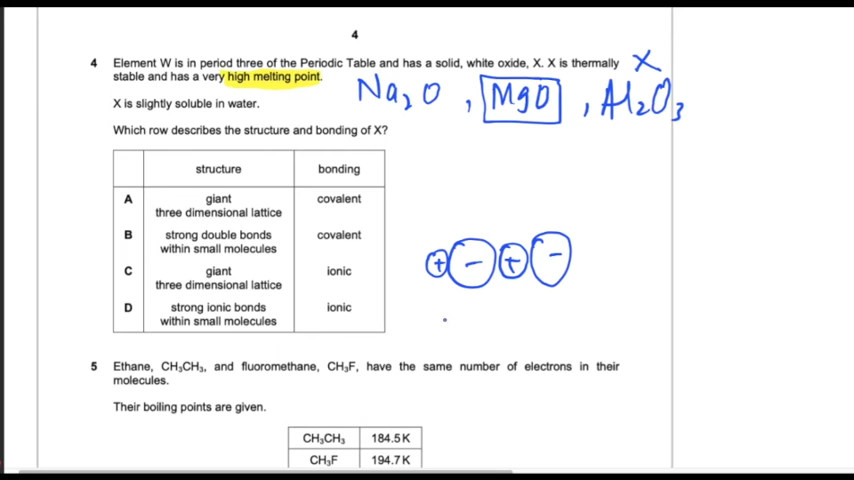 4
4 Element W is in period three of the Periodic Table and has a solid, white oxide, X. X is thermally
stable and has a very high melting point.
X
Na₂O , MgO , Al₂O₃
X is slightly soluble in water.
Which row describes the structure and bonding of X?
structure bonding
A giant three dimensional lattice covalent
B strong double bonds within small molecules covalent
C giant three dimensional lattice ionic
D strong ionic bonds within small molecules ionic
+ − + −
5 Ethane, CH₃CH₃, and fluoromethane, CH₃F, have the same number of electrons in their
molecules.
Their boiling points are given.
CH₃CH₃ 184.5K
CH₃F 194.7K